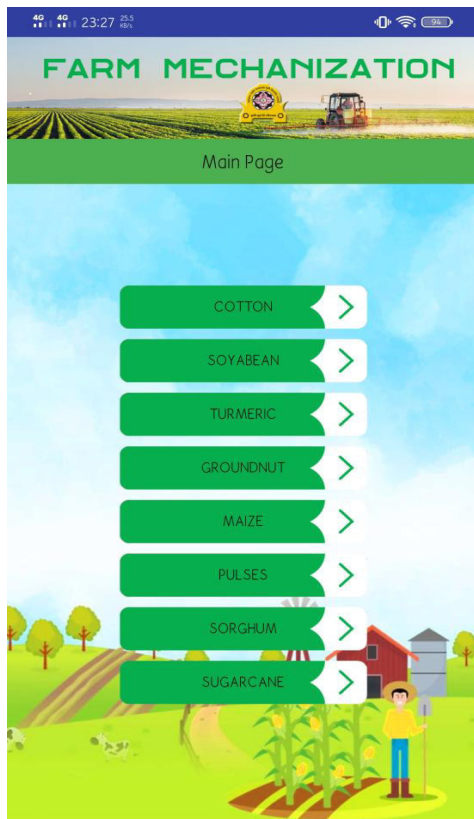 4G 4G 23:27 25.5
KB/s
94
FARM MECHANIZATION
Main Page
COTTON
SOYABEAN
TURMERIC
GROUNDNUT
MAIZE
PULSES
SORGHUM
SUGARCANE